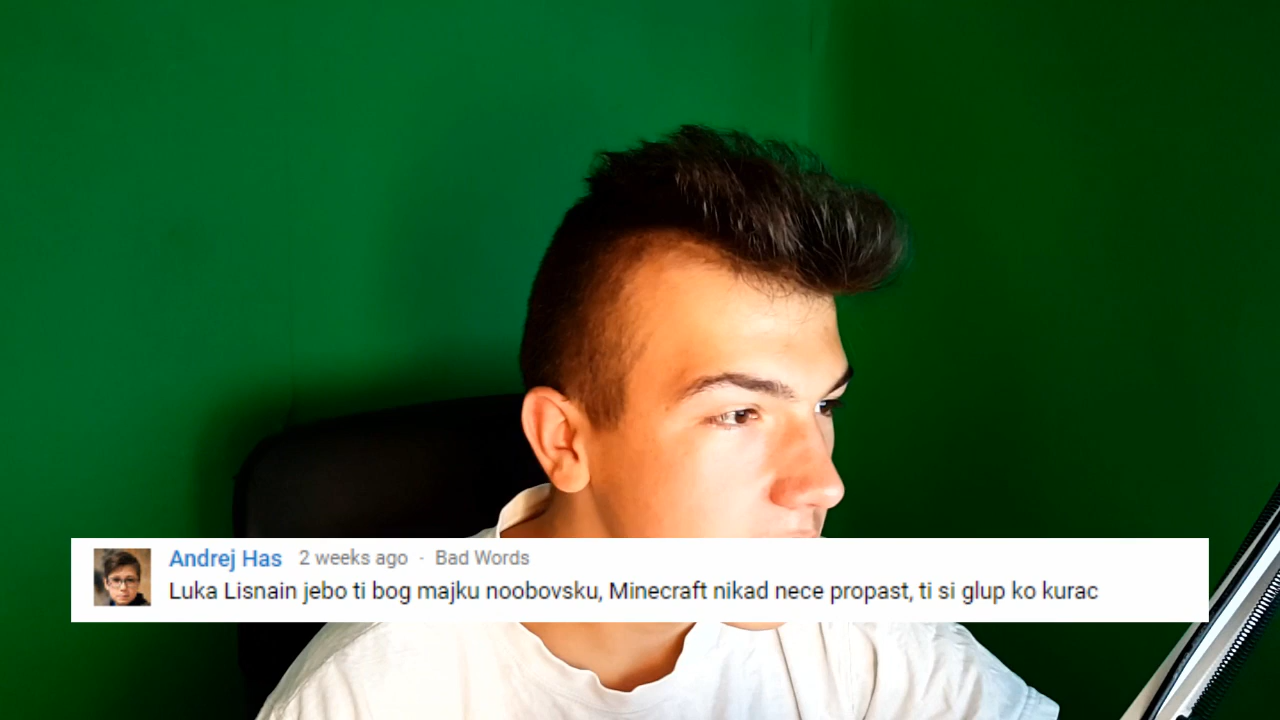 Andrej Has 2 weeks ago · Bad Words
Luka Lisnain jebo ti bog majku noobovsku, Minecraft nikad nece propast, ti si glup ko kurac